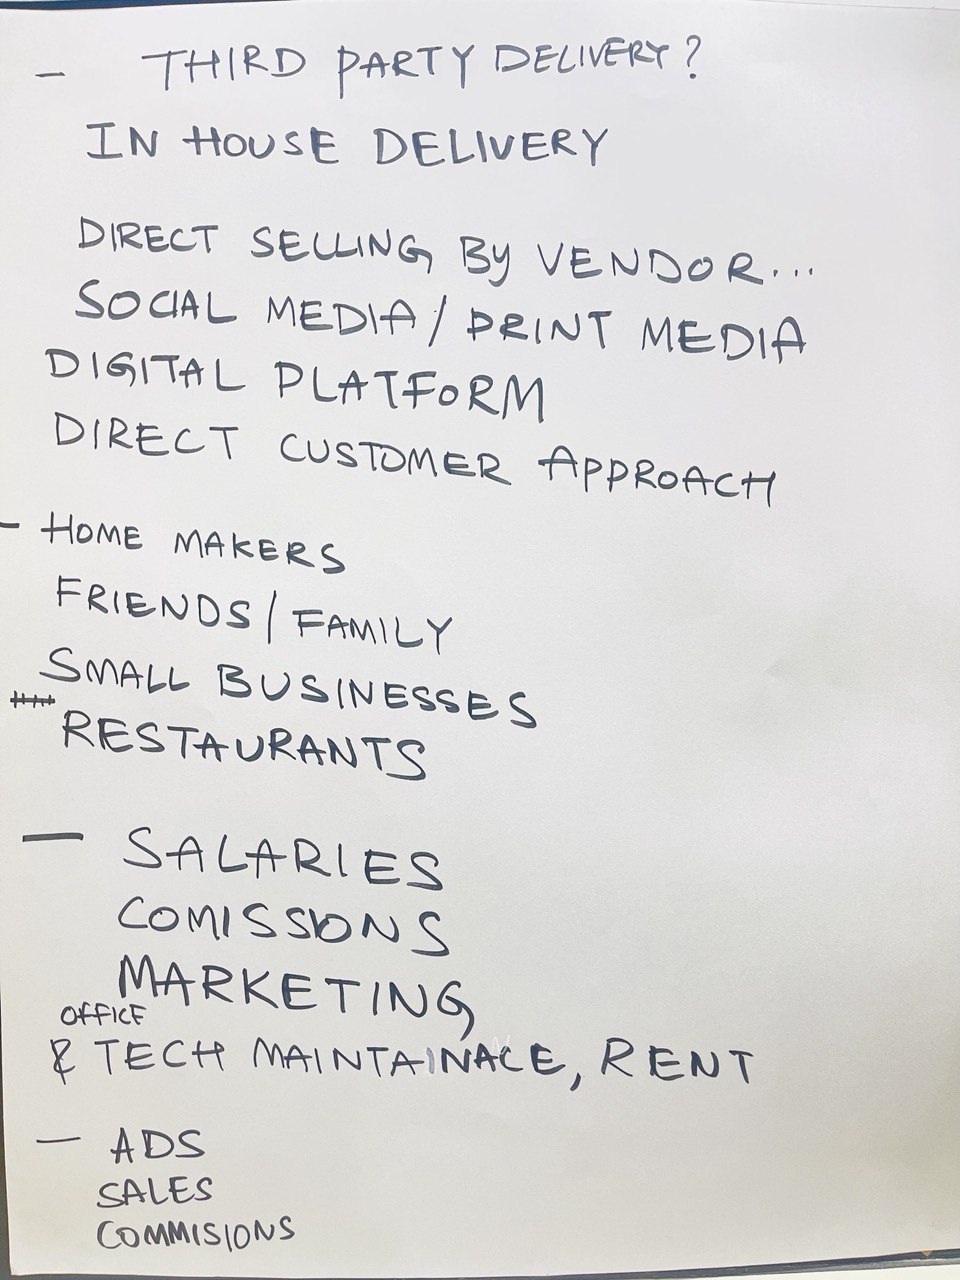 - THIRD PARTY DELIVERY?
IN HOUSE DELIVERY
DIRECT SELLING By VENDOR...
SOCIAL MEDIA/PRINT MEDIA
DIGITAL PLATFORM
DIRECT CUSTOMER APPROACH
- HOME MAKERS
FRIENDS/FAMILY
SMALL BUSINESSES
RESTAURANTS
- SALARIES
COMISSIONS
MARKETING
OFFICE
& TECH MAINTAINACE, RENT
- ADS
SALES
COMMISIONS